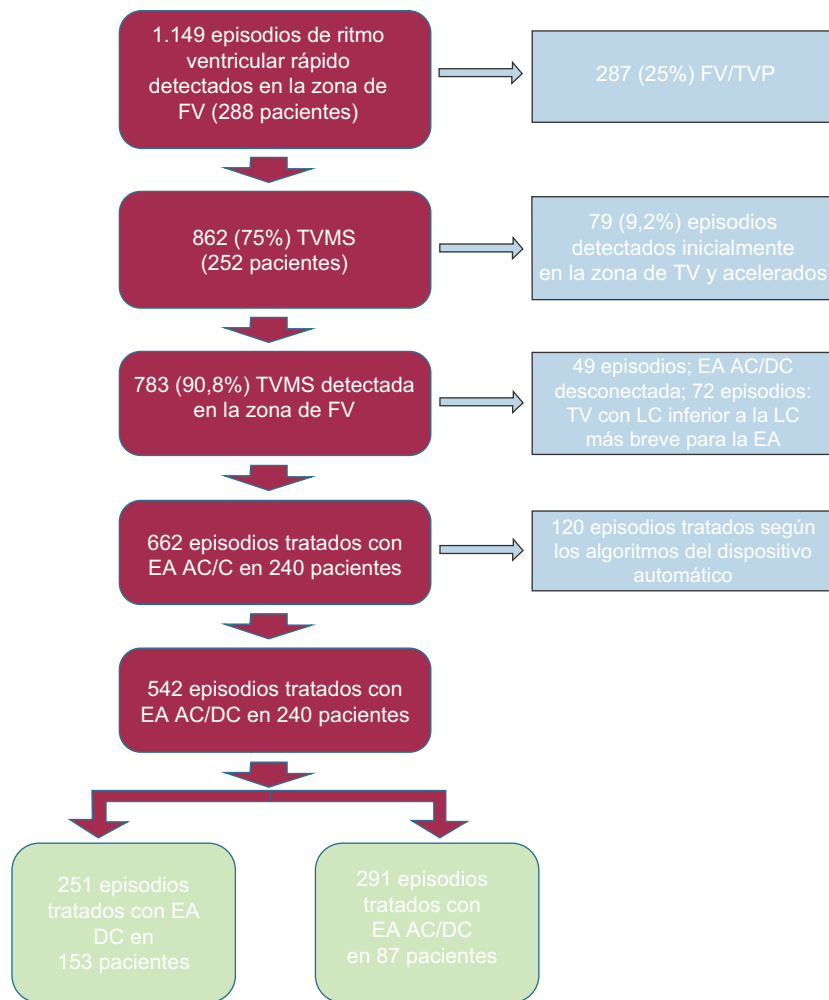 1.149 episodios de ritmo
ventricular rápido
detectados en la zona de
FV (288 pacientes)
287 (25%) FV/TVP
862 (75%) TVMS
(252 pacientes)
79 (9,2%) episodios
detectados inicialmente
en la zona de TV y acelerados
783 (90,8%) TVMS detectada
en la zona de FV
49 episodios; EA AC/DC
desconectada; 72 episodios:
TV con LC inferior a la LC
más breve para la EA
662 episodios tratados con
EA AC/C en 240 pacientes
120 episodios tratados según
los algoritmos del dispositivo
automático
542 episodios tratados con
EA AC/DC en 240 pacientes
251 episodios
tratados con EA
DC en
153 pacientes
291 episodios
tratados con
EA AC/DC
en 87 pacientes